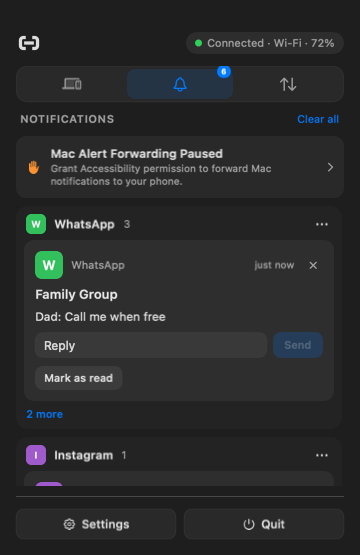 Connected · Wi-Fi · 72%
6
NOTIFICATIONS
Clear all
Mac Alert Forwarding Paused
Grant Accessibility permission to forward Mac
notifications to your phone.
W WhatsApp 3
W WhatsApp just now
Family Group
Dad: Call me when free
Reply
Send
Mark as read
2 more
I Instagram 1
Settings
Quit